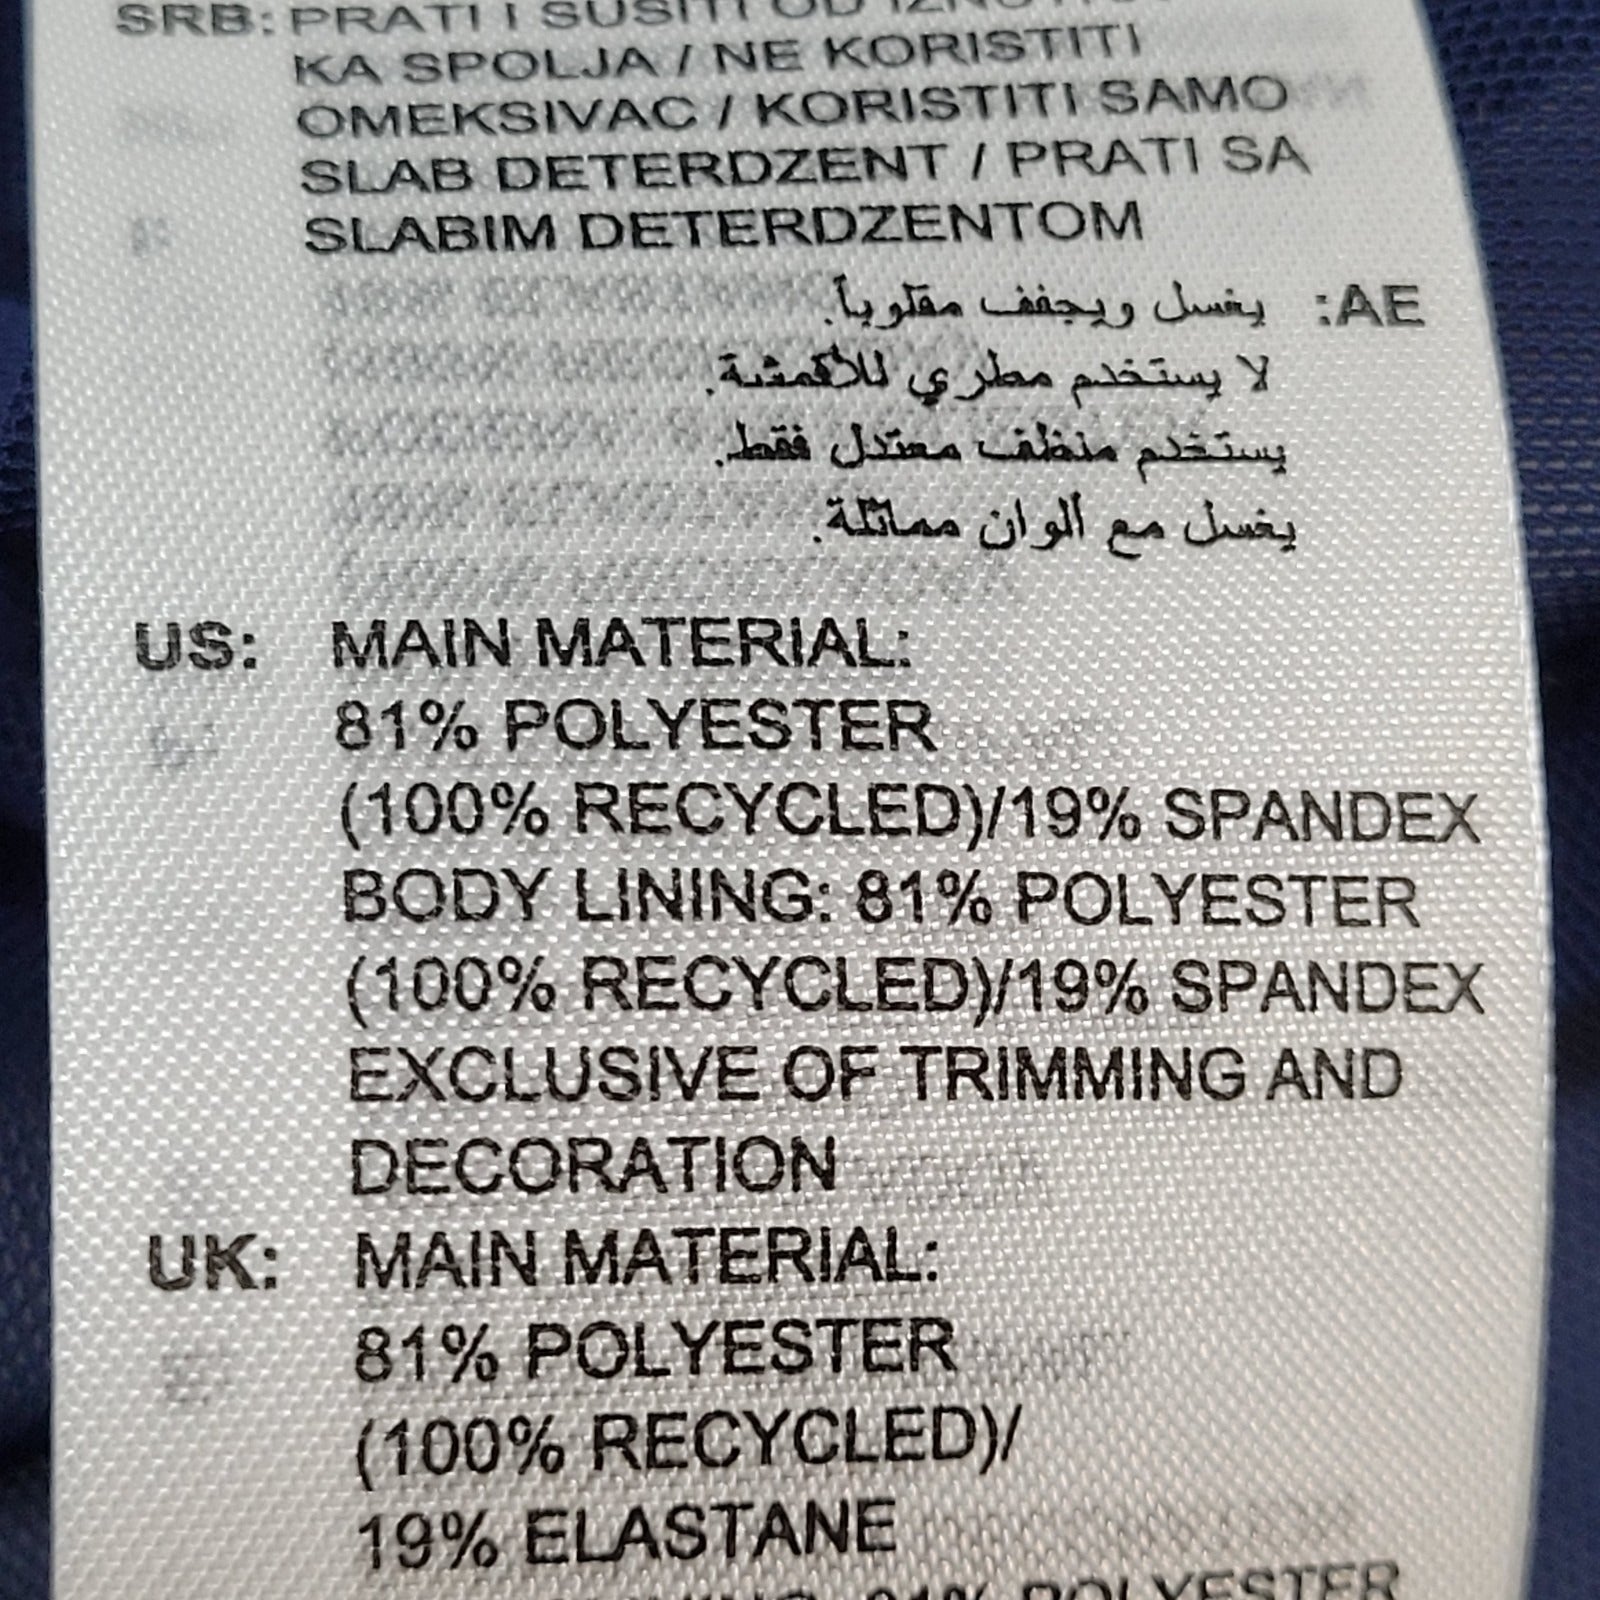 SRB: PRATI I SUSITI OD
KA SPOLJA / NE KORISTITI
OMEKSIVAC / KORISTITI SAMO
SLAB DETERDZENT / PRATI SA
SLABIM DETERDZENTOM
AE: يغسل ويجفف مقلوباً.
لا يستخدم مطري للأقمشة.
يستخدم منظف معتدل فقط.
يغسل مع ألوان مماثلة.
US: MAIN MATERIAL:
81% POLYESTER
(100% RECYCLED)/19% SPANDEX
BODY LINING: 81% POLYESTER
(100% RECYCLED)/19% SPANDEX
EXCLUSIVE OF TRIMMING AND
DECORATION
UK: MAIN MATERIAL:
81% POLYESTER
(100% RECYCLED)/
19% ELASTANE
81% POLYESTER